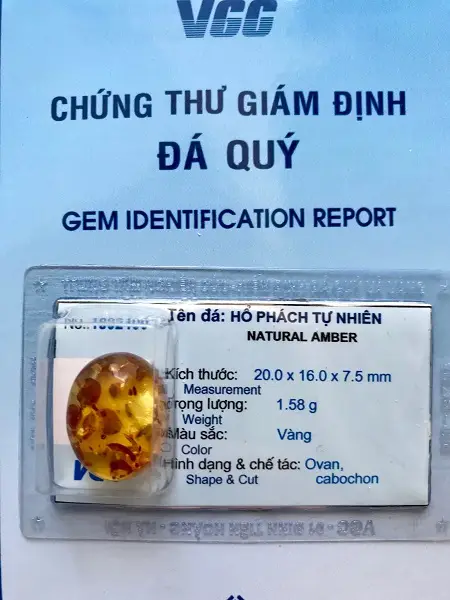 VGG
CHỨNG THƯ GIÁM ĐỊNH
ĐÁ QUÝ
GEM IDENTIFICATION REPORT
Tên đá: HỔ PHÁCH TỰ NHIÊN
NATURAL AMBER
Kích thước: 20.0 x 16.0 x 7.5 mm
Measurement
Trọng lượng: 1.58 g
Weight
Màu sắc: Vàng
Color
Hình dạng & chế tác: Ovan,
Shape & Cut cabochon